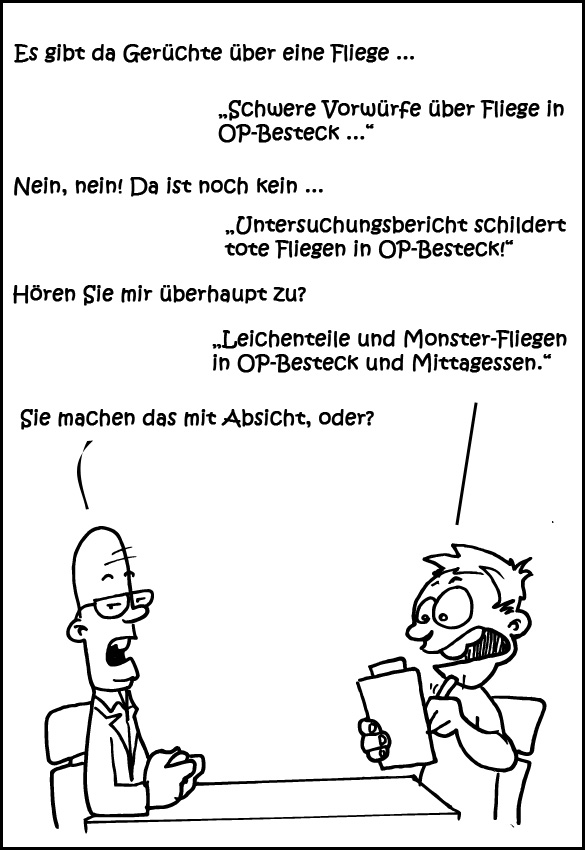 Es gibt da Gerüchte über eine Fliege ...
„Schwere Vorwürfe über Fliege in
OP-Besteck ...“
Nein, nein! Da ist noch kein ...
„Untersuchungsbericht schildert
tote Fliegen in OP-Besteck!“
Hören Sie mir überhaupt zu?
„Leichenteile und Monster-Fliegen
in OP-Besteck und Mittagessen.“
Sie machen das mit Absicht, oder?